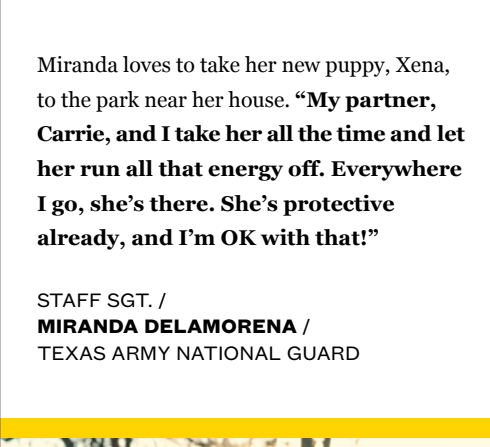 Miranda loves to take her new puppy, Xena,
to the park near her house. “My partner,
Carrie, and I take her all the time and let
her run all that energy off. Everywhere
I go, she’s there. She’s protective
already, and I’m OK with that!”
STAFF SGT. /
MIRANDA DELAMORENA /
TEXAS ARMY NATIONAL GUARD